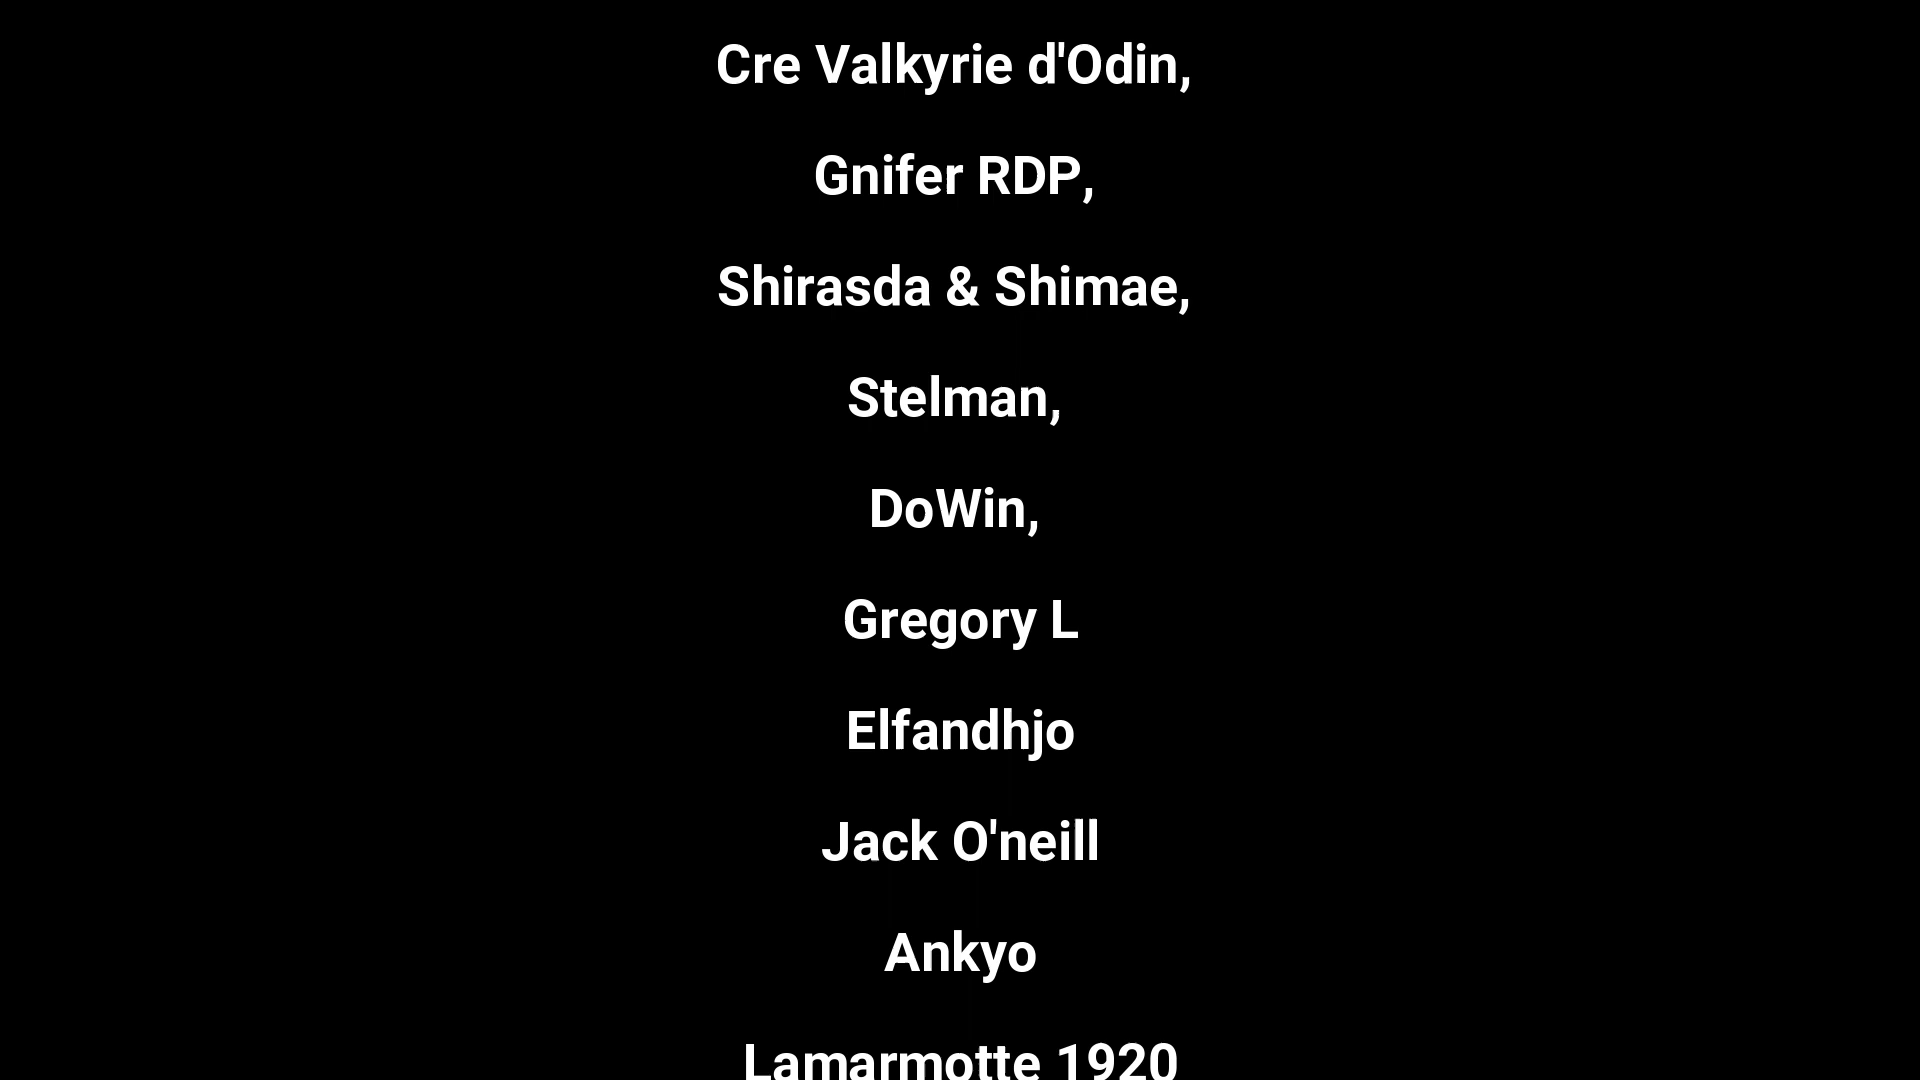 Cre Valkyrie d'Odin,
Gnifer RDP,
Shirasda & Shimae,
Stelman,
DoWin,
Gregory L
Elfandhjo
Jack O'neill
Ankyo
Lamarmotte 1920